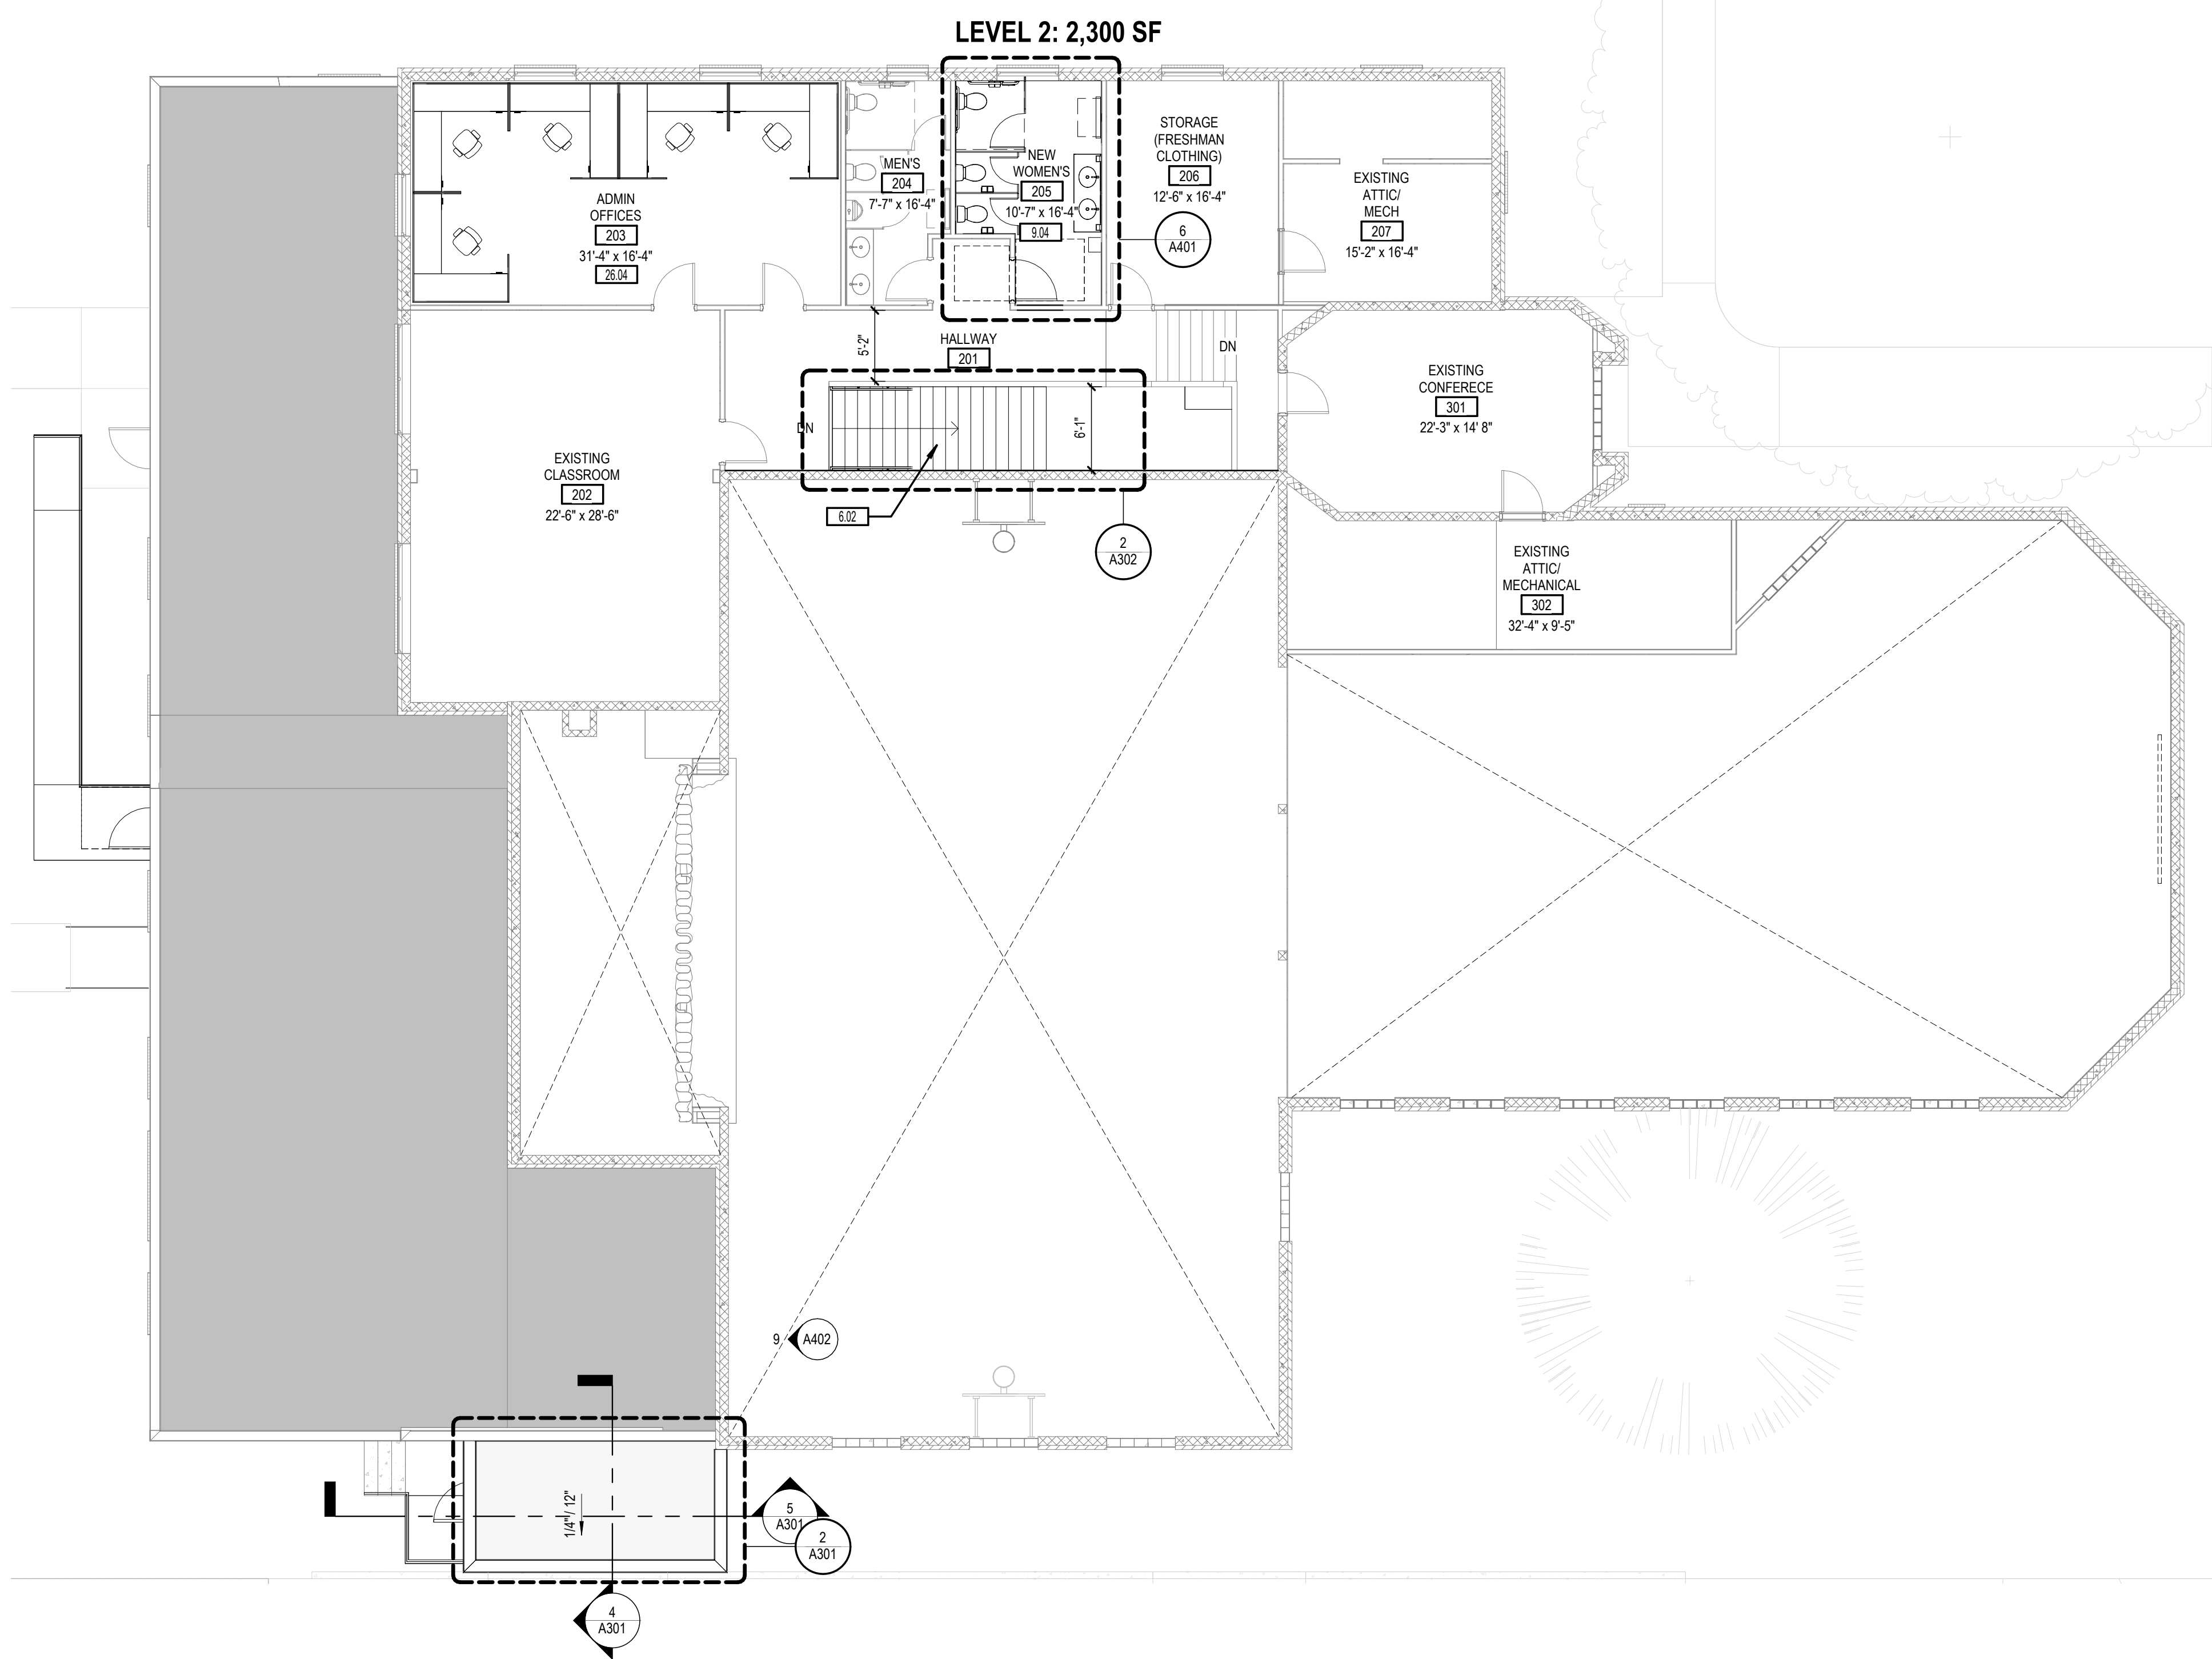 LEVEL 2: 2,300 SF
ADMIN
OFFICES
203
31'-4" x 16'-4"
26.04
MEN'S
204
7'-7" x 16'-4"
NEW
WOMEN'S
205
10'-7" x 16'-4"
9.04
STORAGE
(FRESHMAN
CLOTHING)
206
12'-6" x 16'-4"
6
A401
EXISTING
ATTIC/
MECH
207
15'-2" x 16'-4"
5'-2"
HALLWAY
201
DN
DN
6'-1"
6.02
2
A302
EXISTING
CLASSROOM
202
22'-6" x 28'-6"
EXISTING
CONFERECE
301
22'-3" x 14' 8"
EXISTING
ATTIC/
MECHANICAL
302
32'-4" x 9'-5"
9
A402
1/4" / 12"
5
A301
2
A301
4
A301